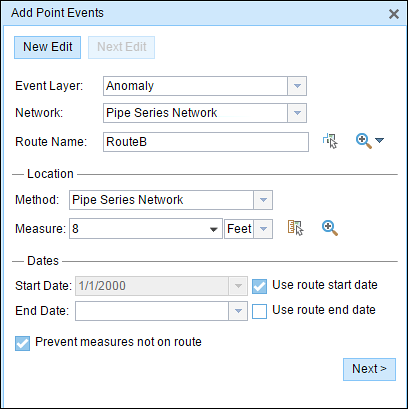 Add Point Events
New Edit Next Edit
Event Layer: Anomaly
Network: Pipe Series Network
Route Name: RouteB
Location
Method: Pipe Series Network
Measure: 8 Feet
Dates
Start Date: 1/1/2000 Use route start date
End Date: Use route end date
Prevent measures not on route
Next >